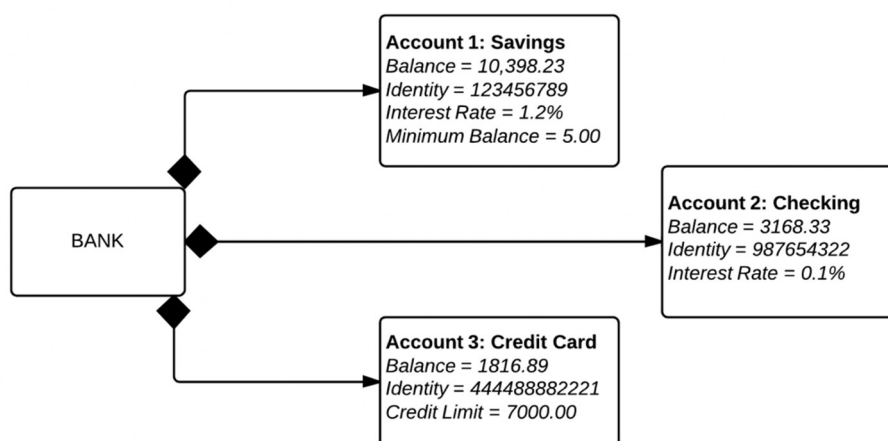 Account 1: Savings
Balance = 10,398.23
Identity = 123456789
Interest Rate = 1.2%
Minimum Balance = 5.00
BANK
Account 2: Checking
Balance = 3168.33
Identity = 987654322
Interest Rate = 0.1%
Account 3: Credit Card
Balance = 1816.89
Identity = 444488882221
Credit Limit = 7000.00